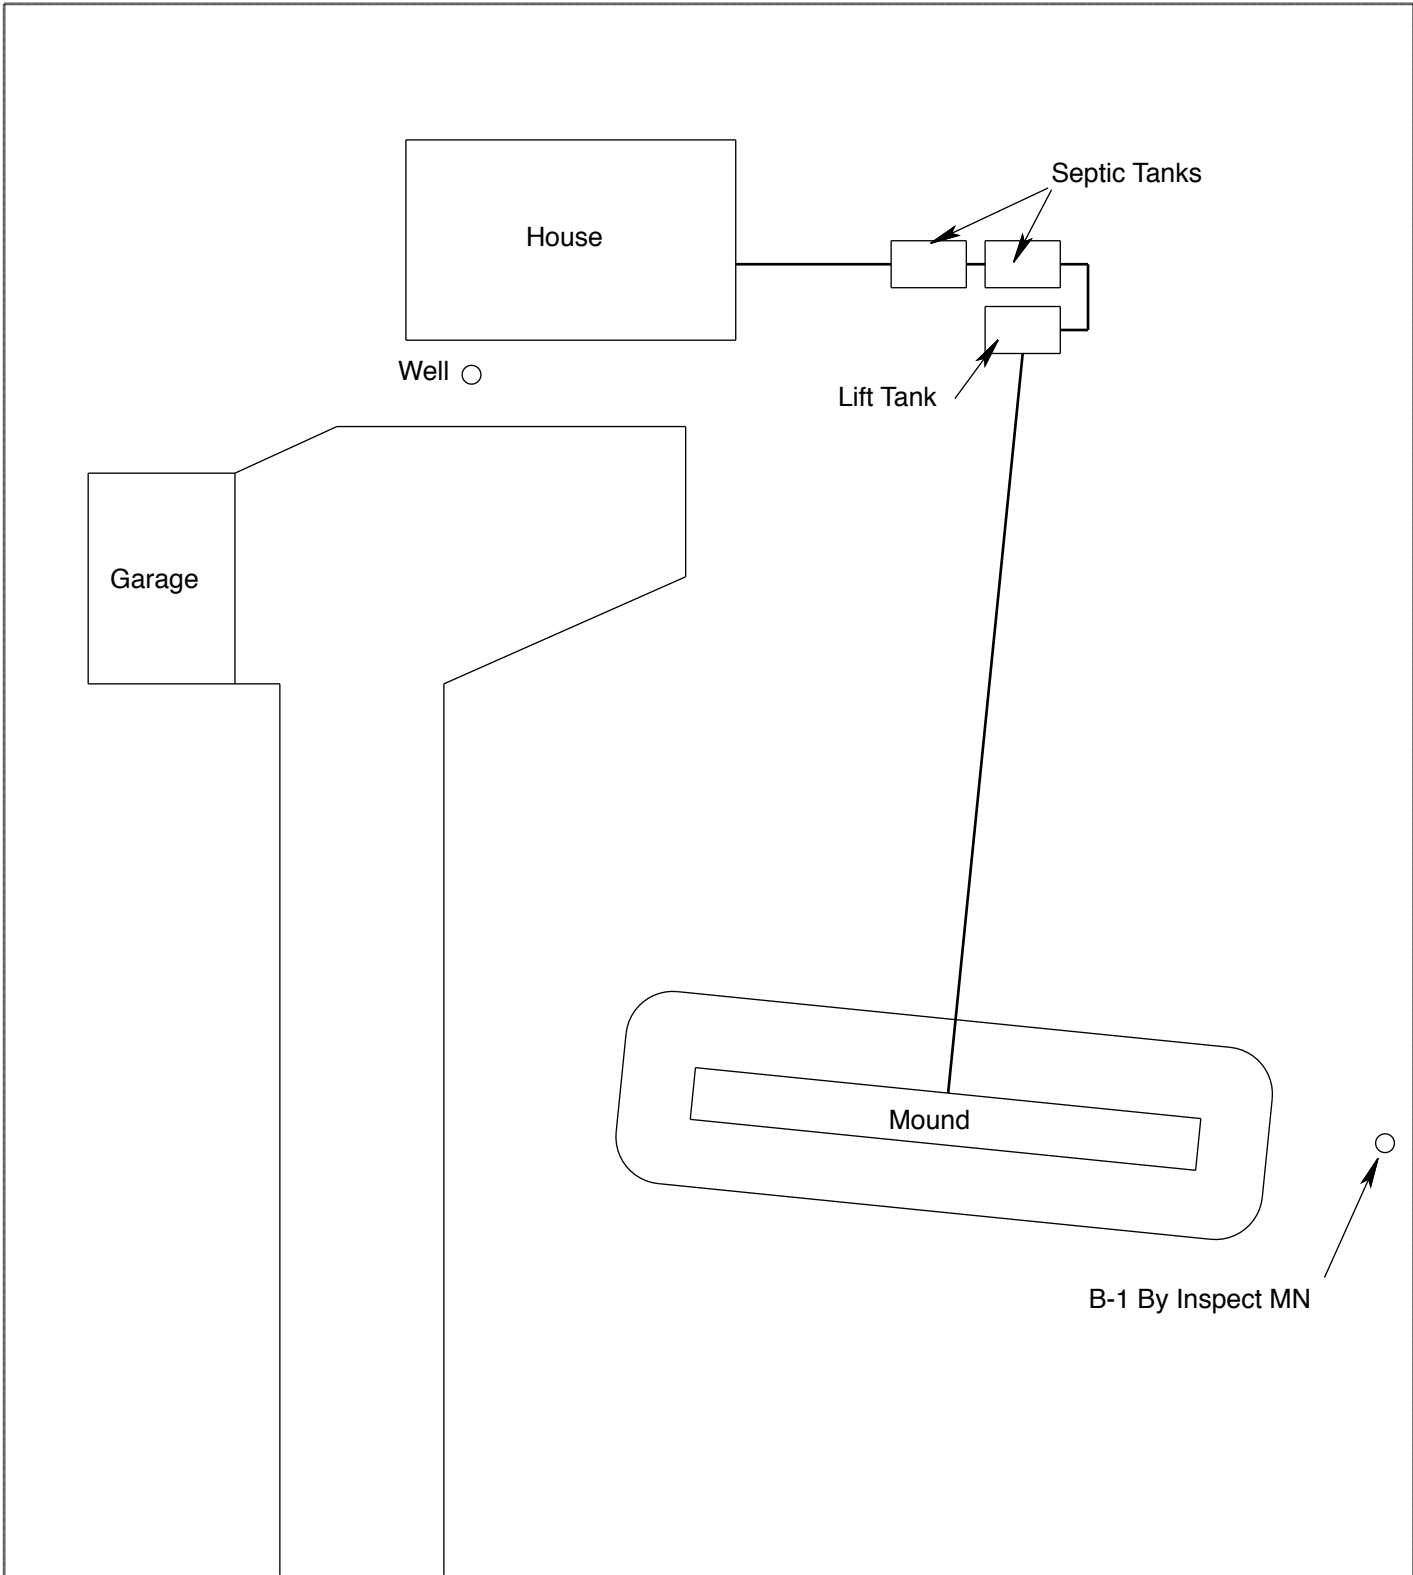 Septic Tanks
House
Well
Lift Tank
Garage
Mound
B-1 By Inspect MN